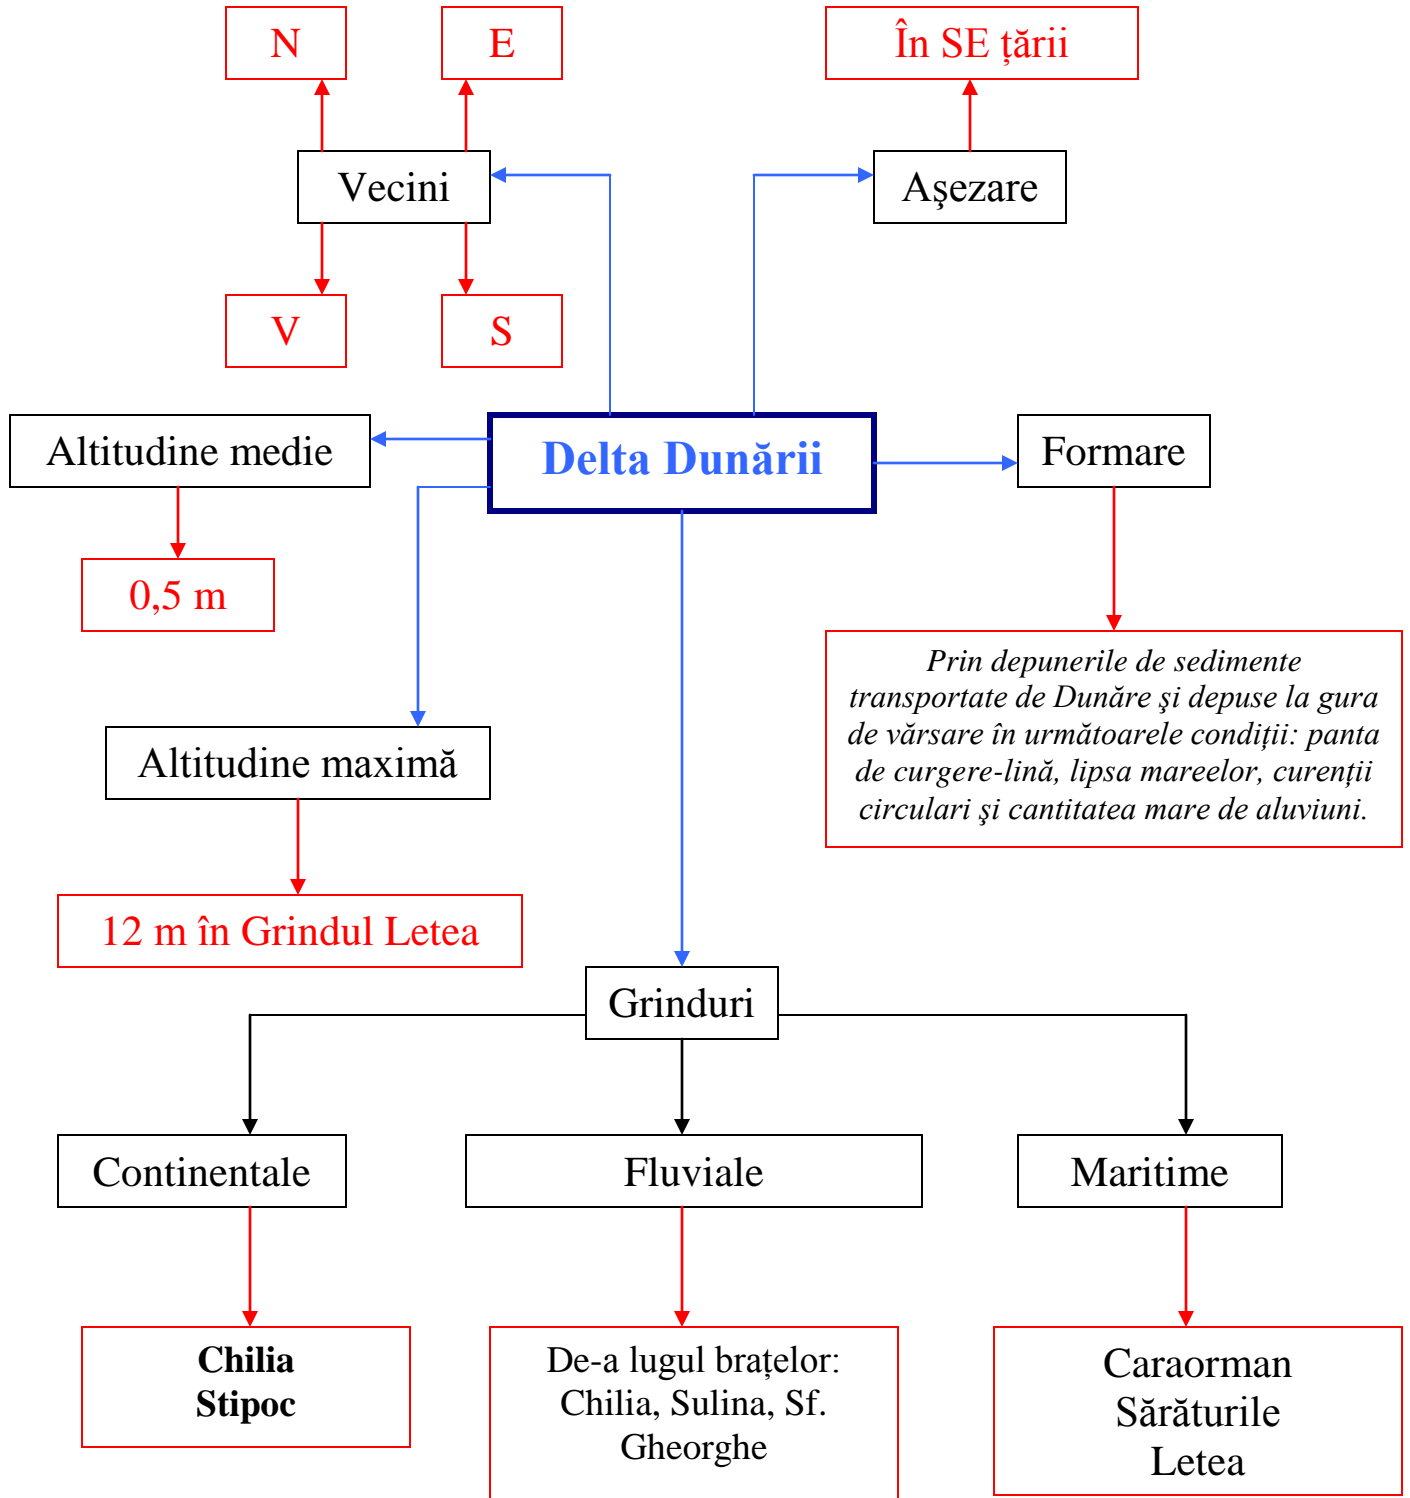 N
E
În SE țării
Vecini
Aşezare
V
S
Altitudine medie
Delta Dunării
Formare
0,5 m
Prin depunerile de sedimente
transportate de Dunăre şi depuse la gura
de vărsare în următoarele condiții: panta
de curgere-lină, lipsa mareelor, curenții
circulari şi cantitatea mare de aluviuni.
Altitudine maximă
12 m în Grindul Letea
Grinduri
Continentale
Fluviale
Maritime
Chilia
Stipoc
De-a lugul brațelor:
Chilia, Sulina, Sf.
Gheorghe
Caraorman
Sărăturile
Letea